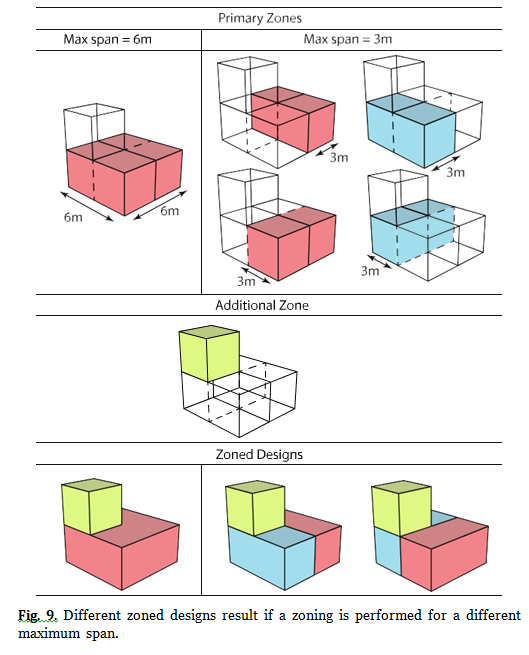 Primary Zones
Max span = 6m
Max span = 3m
3m
3m
6m
6m
3m
3m
Additional Zone
Zoned Designs
Fig. 9. Different zoned designs result if a zoning is performed for a different
maximum span.